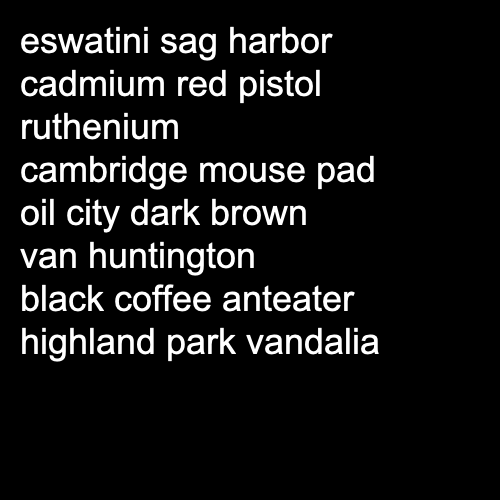 eswatini sag harbor
cadmium red pistol
ruthenium
cambridge mouse pad
oil city dark brown
van huntington
black coffee anteater
highland park vandalia